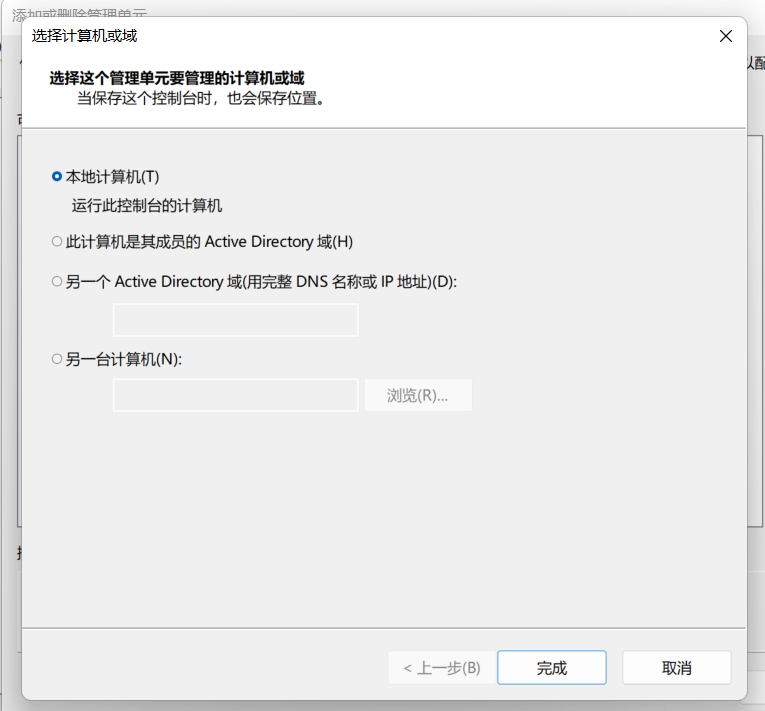 添加或删除管理单元
选择计算机或域
选择这个管理单元要管理的计算机或域
当保存这个控制台时，也会保存位置。
以配
本地计算机(T)
运行此控制台的计算机
此计算机是其成员的 Active Directory 域(H)
另一个 Active Directory 域(用完整 DNS 名称或 IP 地址)(D):
另一台计算机(N):
浏览(R)...
< 上一步(B)
完成
取消